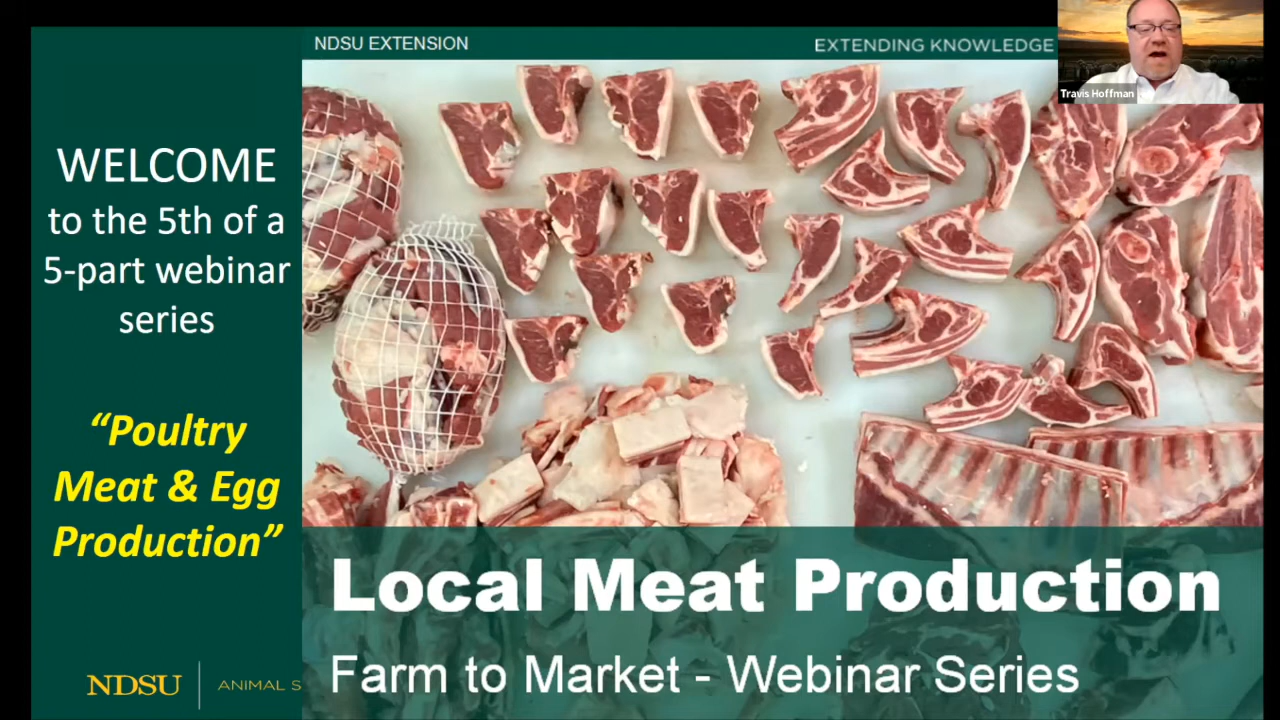 NDSU EXTENSION
EXTENDING KNOWLEDGE
Travis Hoffman
WELCOME
to the 5th of a
5-part webinar
series
“Poultry
Meat & Egg
Production”
NDSU
ANIMAL S
Local Meat Production
Farm to Market - Webinar Series